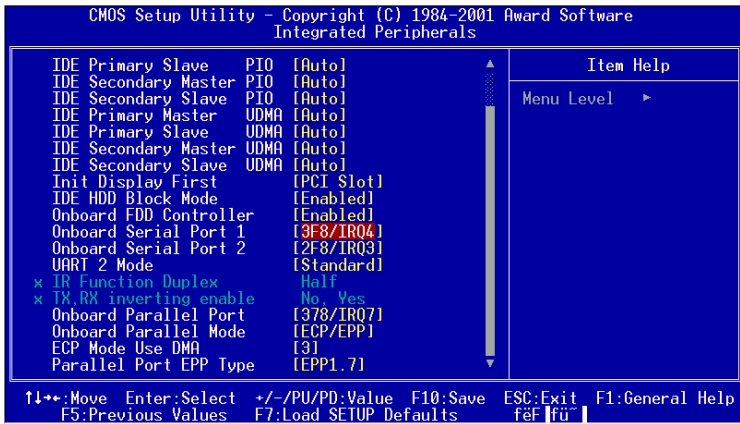 CMOS Setup Utility - Copyright (C) 1984-2001 Award Software
Integrated Peripherals
IDE Primary Slave PIO [Auto]
IDE Secondary Master PIO [Auto]
IDE Secondary Slave PIO [Auto]
IDE Primary Master UDMA [Auto]
IDE Primary Slave UDMA [Auto]
IDE Secondary Master UDMA [Auto]
IDE Secondary Slave UDMA [Auto]
Init Display First [PCI Slot]
IDE HDD Block Mode [Enabled]
Onboard FDD Controller [Enabled]
Onboard Serial Port 1 [3F8/IRQ4]
Onboard Serial Port 2 [2F8/IRQ3]
UART 2 Mode [Standard]
x IR Function Duplex Half
x TX,RX inverting enable No, Yes
Onboard Parallel Port [378/IRQ7]
Onboard Parallel Mode [ECP/EPP]
ECP Mode Use DMA [3]
Parallel Port EPP Type [EPP1.7]
Item Help
Menu Level ►
↑↓→←:Move Enter:Select +/-/PU/PD:Value F10:Save ESC:Exit F1:General Help
F5:Previous Values F7:Load SETUP Defaults